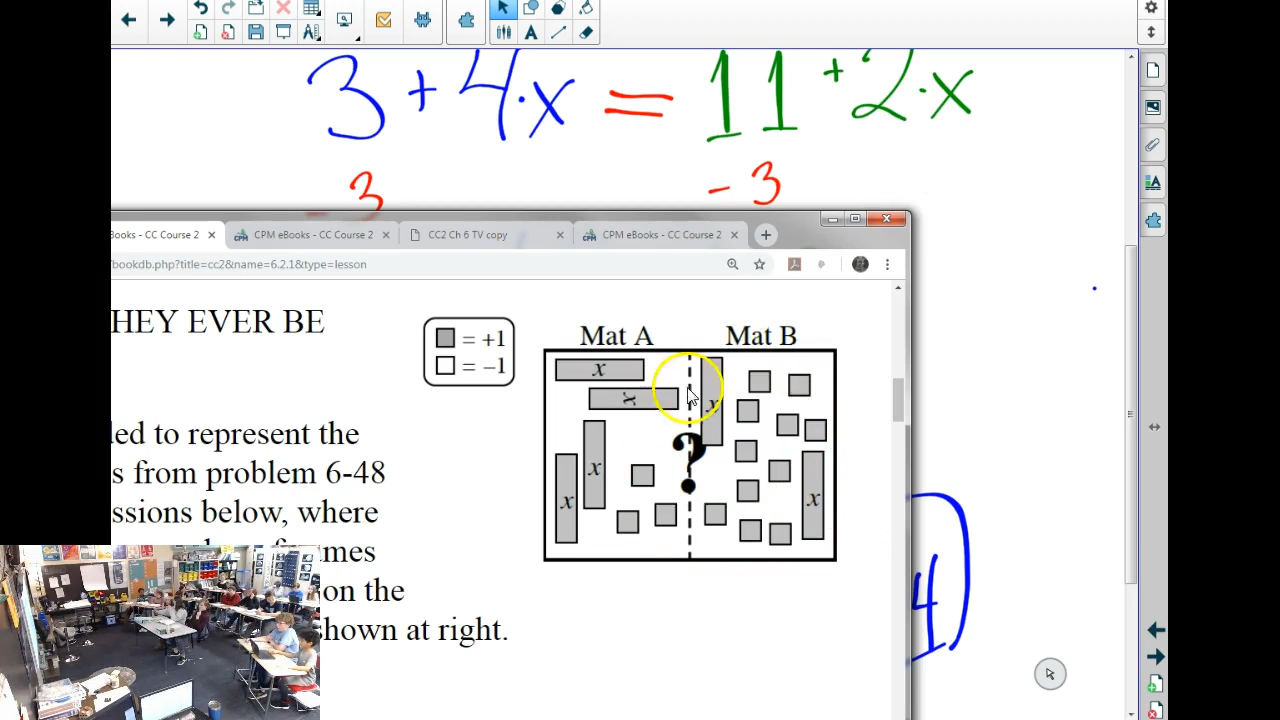 3 + 4·x = 11 + 2·x
- 3 - 3
Books - CC Course 2
CPM eBooks - CC Course 2
CC2 Ch 6 TV copy
CPM eBooks - CC Course 2
/bookdb.php?title=cc2&name=6.2.1&type=lesson
HEY EVER BE
= +1
= –1
Mat A
Mat B
x
x
x
x
?
x
x
led to represent the
s from problem 6-48
ssions below, where
mes
on the
shown at right.
4